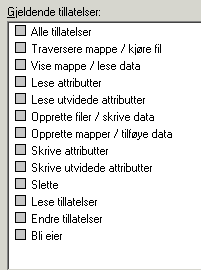 Gjeldende tillatelser:
Alle tillatelser
Traversere mappe / kjøre fil
Vise mappe / lese data
Lese attributter
Lese utvidede attributter
Opprette filer / skrive data
Opprette mapper / tilføye data
Skrive attributter
Skrive utvidede attributter
Slette
Lese tillatelser
Endre tillatelser
Bli eier